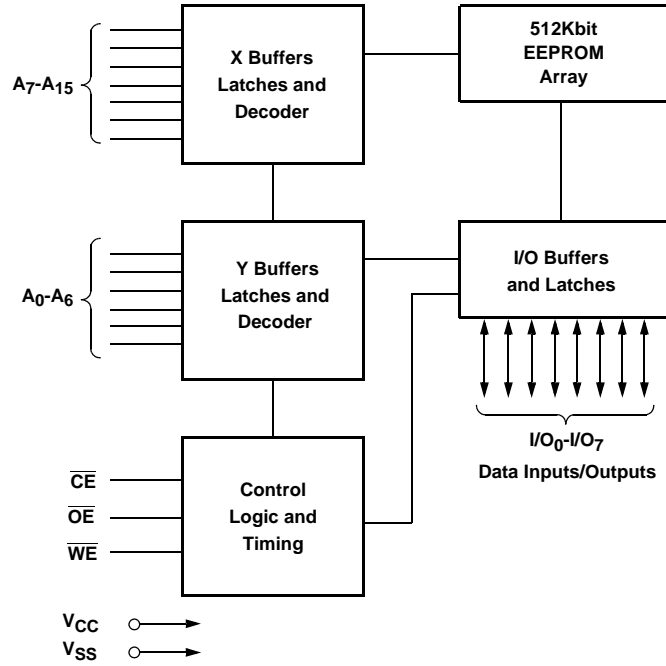 A7-A15
X Buffers
Latches and
Decoder
512Kbit
EEPROM
Array
A0-A6
Y Buffers
Latches and
Decoder
I/O Buffers
and Latches
I/O0-I/O7
Data Inputs/Outputs
CE
OE
WE
Control
Logic and
Timing
VCC
VSS